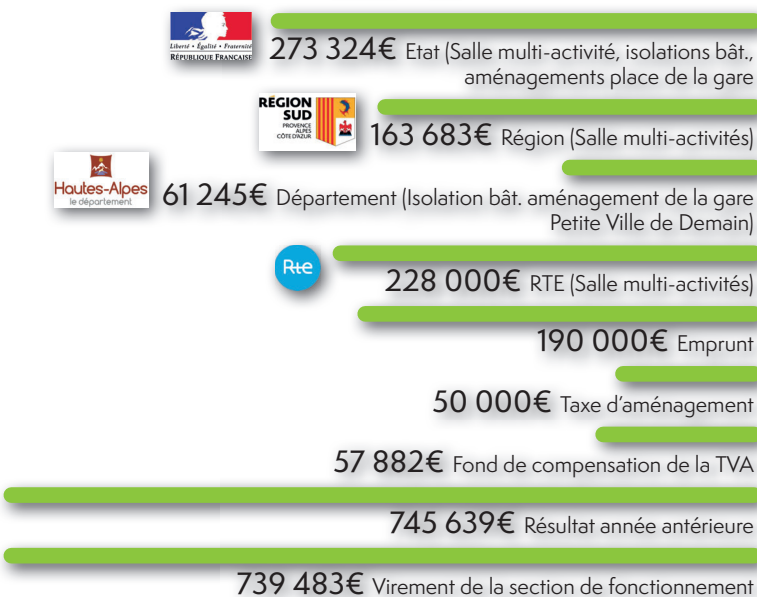 Liberté • Égalité • Fraternité
RÉPUBLIQUE FRANÇAISE
273 324€ Etat (Salle multi-activité, isolations bât.,
aménagements place de la gare
RÉGION
SUD
PROVENCE
ALPES
CÔTE D'AZUR
163 683€ Région (Salle multi-activités)
Hautes-Alpes
le département
61 245€ Département (Isolation bât. aménagement de la gare
Petite Ville de Demain)
Rte
228 000€ RTE (Salle multi-activités)
190 000€ Emprunt
50 000€ Taxe d'aménagement
57 882€ Fond de compensation de la TVA
745 639€ Résultat année antérieure
739 483€ Virement de la section de fonctionnement